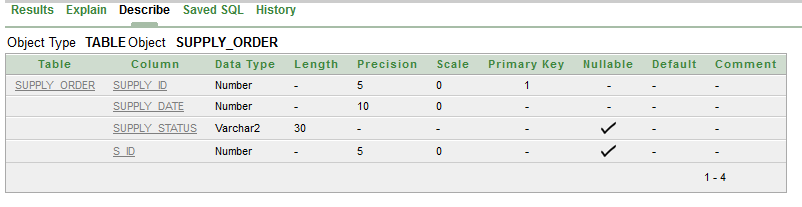 Results Explain Describe Saved SQL History
Object Type TABLE Object SUPPLY_ORDER
Table Column Data Type Length Precision Scale Primary Key Nullable Default Comment
SUPPLY_ORDER SUPPLY_ID Number - 5 0 1 - - -
SUPPLY_DATE Number - 10 0 - - - -
SUPPLY_STATUS Varchar2 30 - - - ✓ - -
S_ID Number - 5 0 - ✓ - -
1 - 4